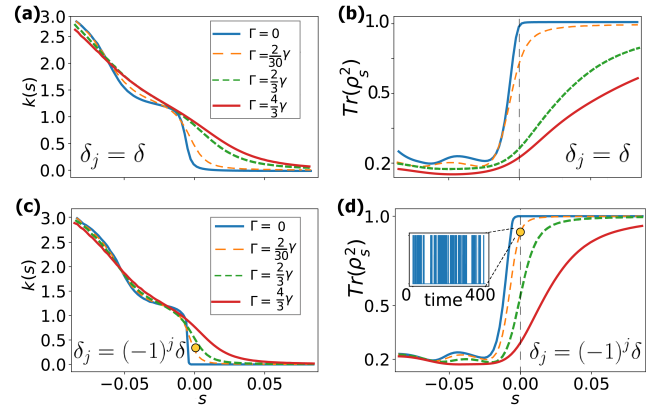 (a)
3.0
2.5
2.0
1.5
1.0
0.5
0.0
k(s)
Γ = 0
Γ = 2/30 γ
Γ = 2/3 γ
Γ = 4/3 γ
δ_j = δ
(b)
1.0
0.5
0.2
Tr(ρ_s^2)
δ_j = δ
(c)
3.0
2.5
2.0
1.5
1.0
0.5
0.0
k(s)
Γ = 0
Γ = 2/30 γ
Γ = 2/3 γ
Γ = 4/3 γ
δ_j = (−1)^j δ
−0.05 0.00 0.05
s
(d)
1.0
0.5
0.2
Tr(ρ_s^2)
0 time 400
δ_j = (−1)^j δ
−0.05 0.00 0.05
s